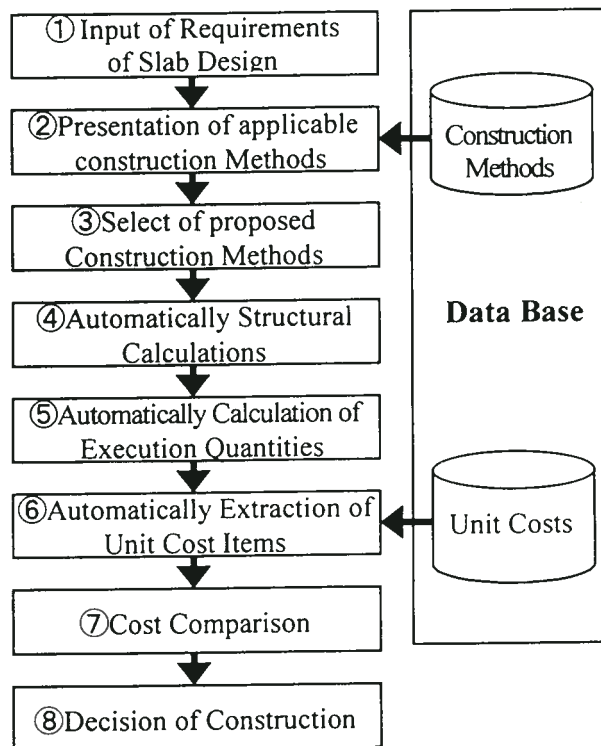 ①Input of Requirements
of Slab Design
②Presentation of applicable
construction Methods
③Select of proposed
Construction Methods
④Automatically Structural
Calculations
⑤Automatically Calculation of
Execution Quantities
⑥Automatically Extraction of
Unit Cost Items
⑦Cost Comparison
⑧Decision of Construction
Construction
Methods
Data Base
Unit Costs